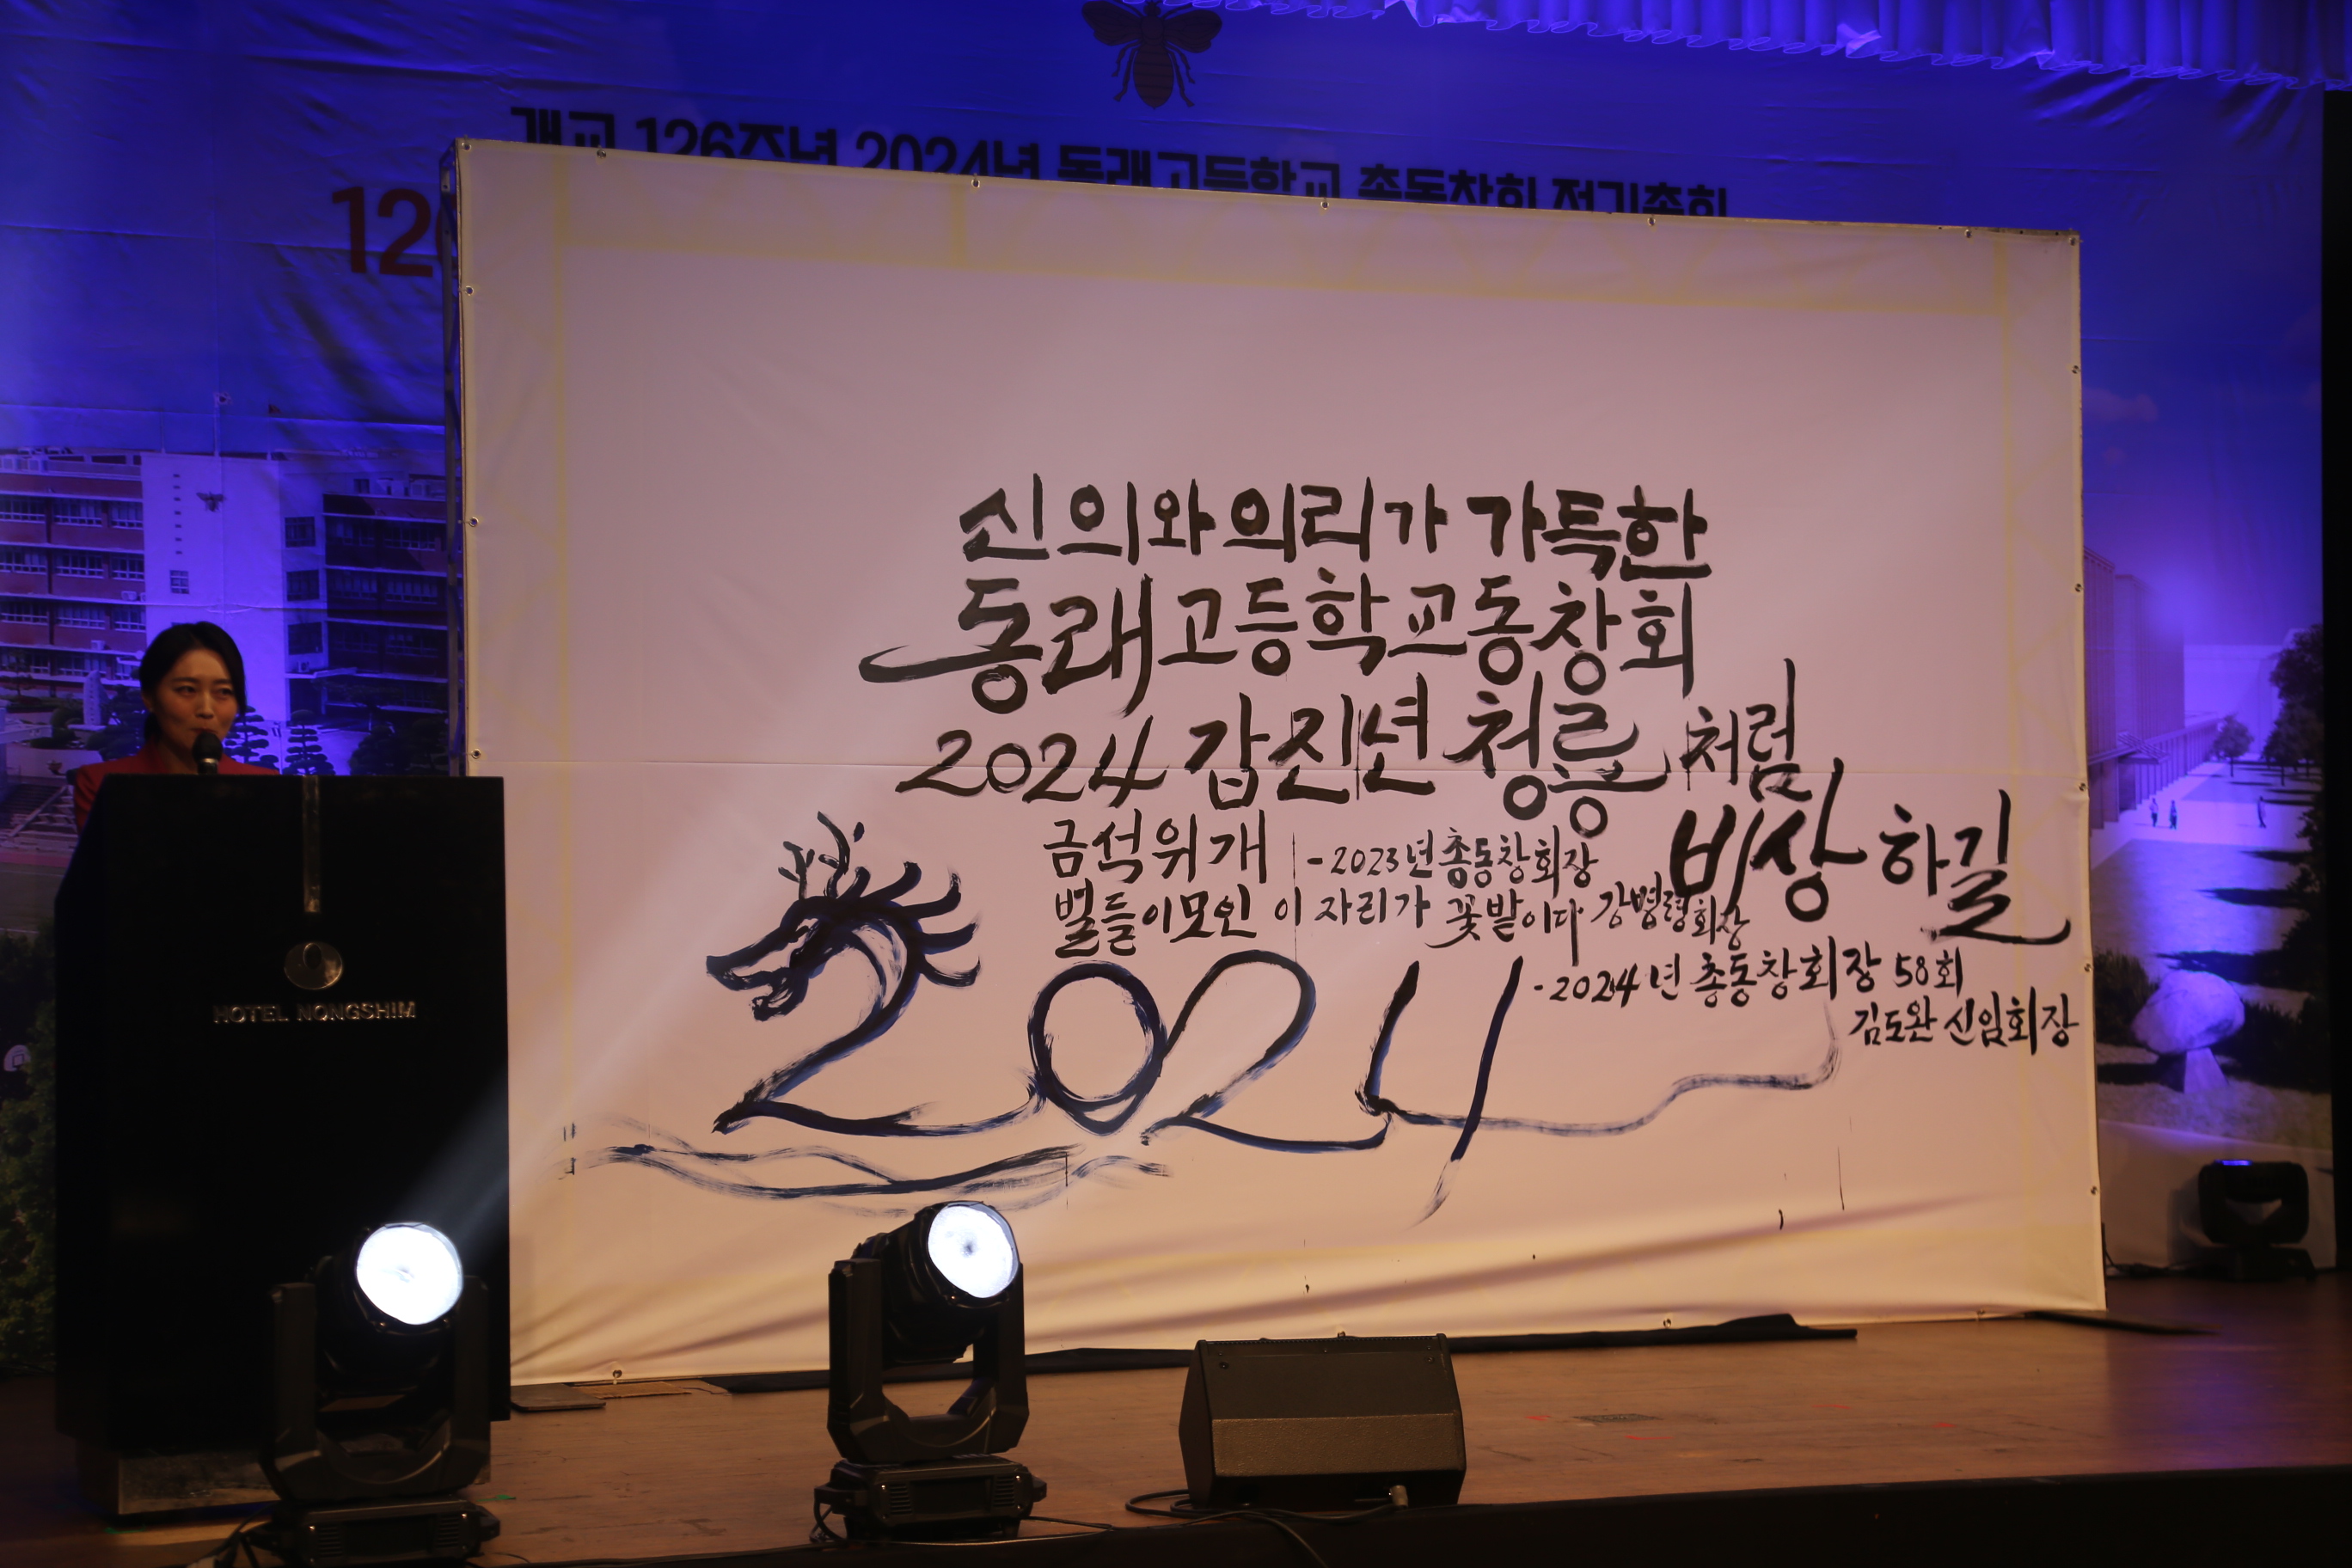 개교 126주년 2024년 동래고등학교 총동창회 정기총회
12
신의와 의리가 가득한
동래고등학교동창회
2024 갑진년 청룡처럼
비상하길
금석위개 -2023년 총동창회장
벌들이 모인 이 자리가 꽃밭이다 강병령회장
-2024년 총동창회장 58회
김도완 신임회장
2024
HOTEL NONGSHIM